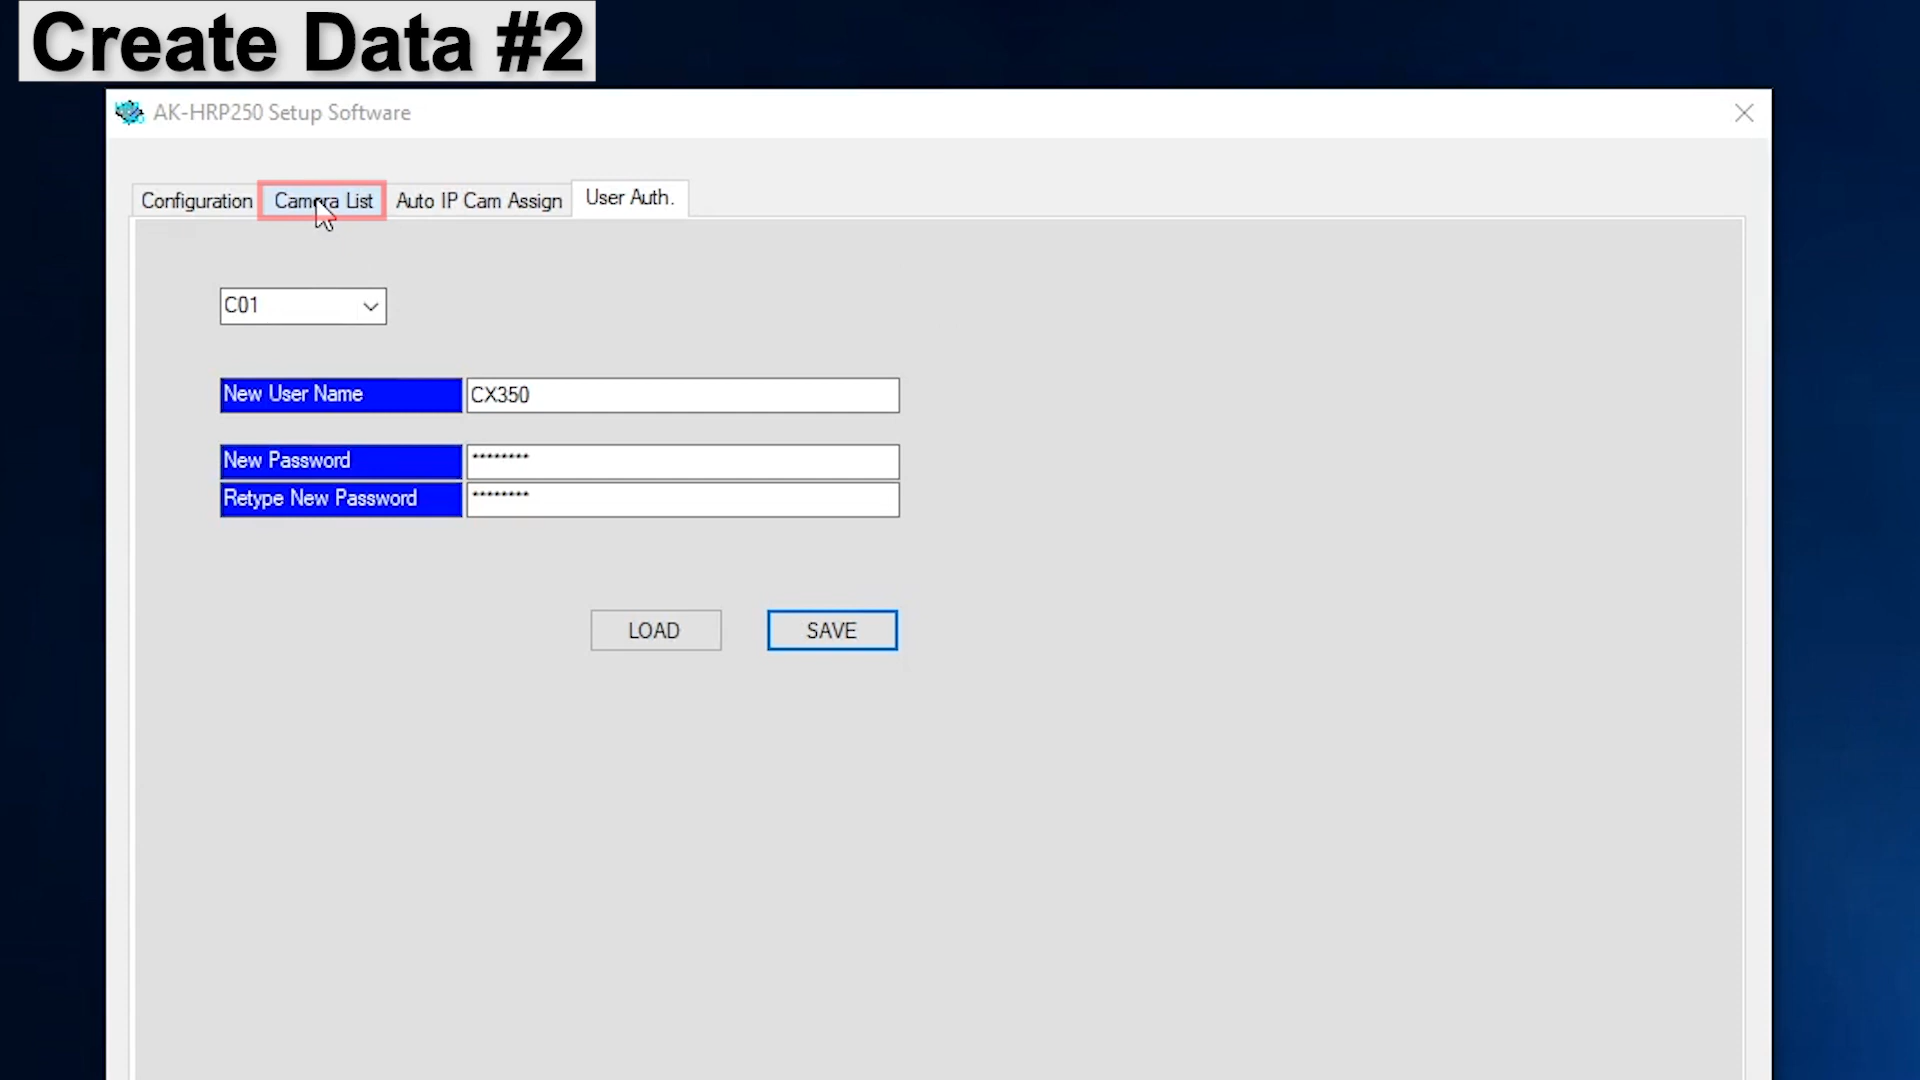 Create Data #2
AK-HRP250 Setup Software
Configuration Camera List Auto IP Cam Assign User Auth.
C01
New User Name CX350
New Password ********
Retype New Password ********
LOAD SAVE